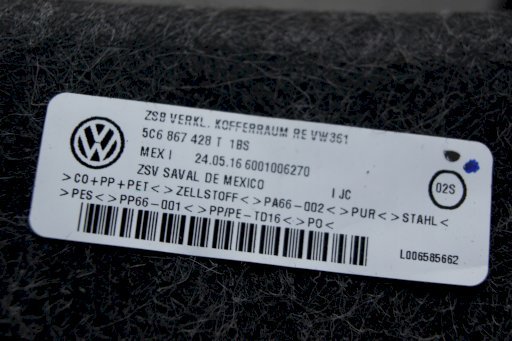 ZSB VERKL. KOFFERRAUM RE VW361
5C6 867 428 T 1BS
MEX I 24.05.16 6001006270
ZSV SAVAL DE MEXICO I JC
02S
>CO+PP+PET<>ZELLSTOFF<>PA66-002<>PUR<>STAHL<
>PES<>PP66-001<>PP/PE-TD16<>PO<
L006585662